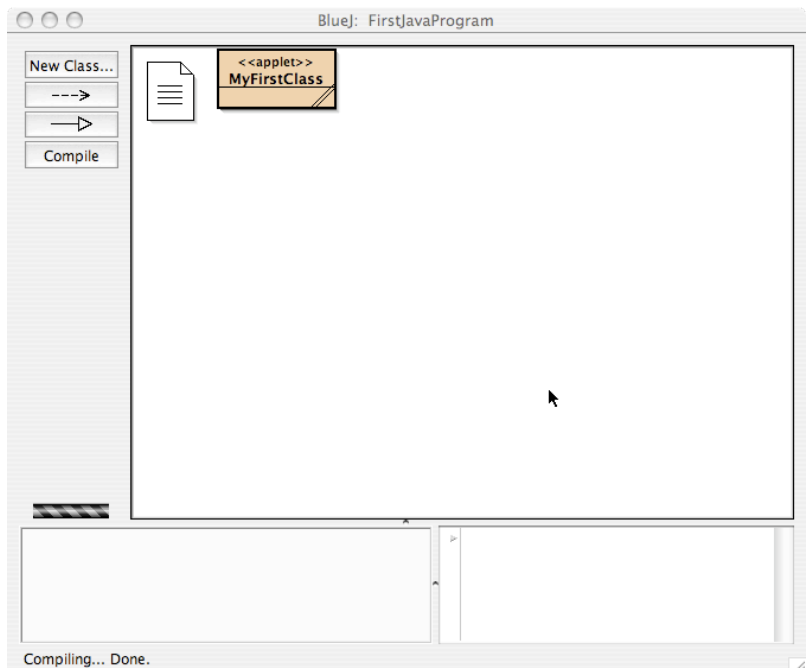 BlueJ: FirstJavaProgram
New Class...
Compile
<<applet>>
MyFirstClass
Compiling... Done.